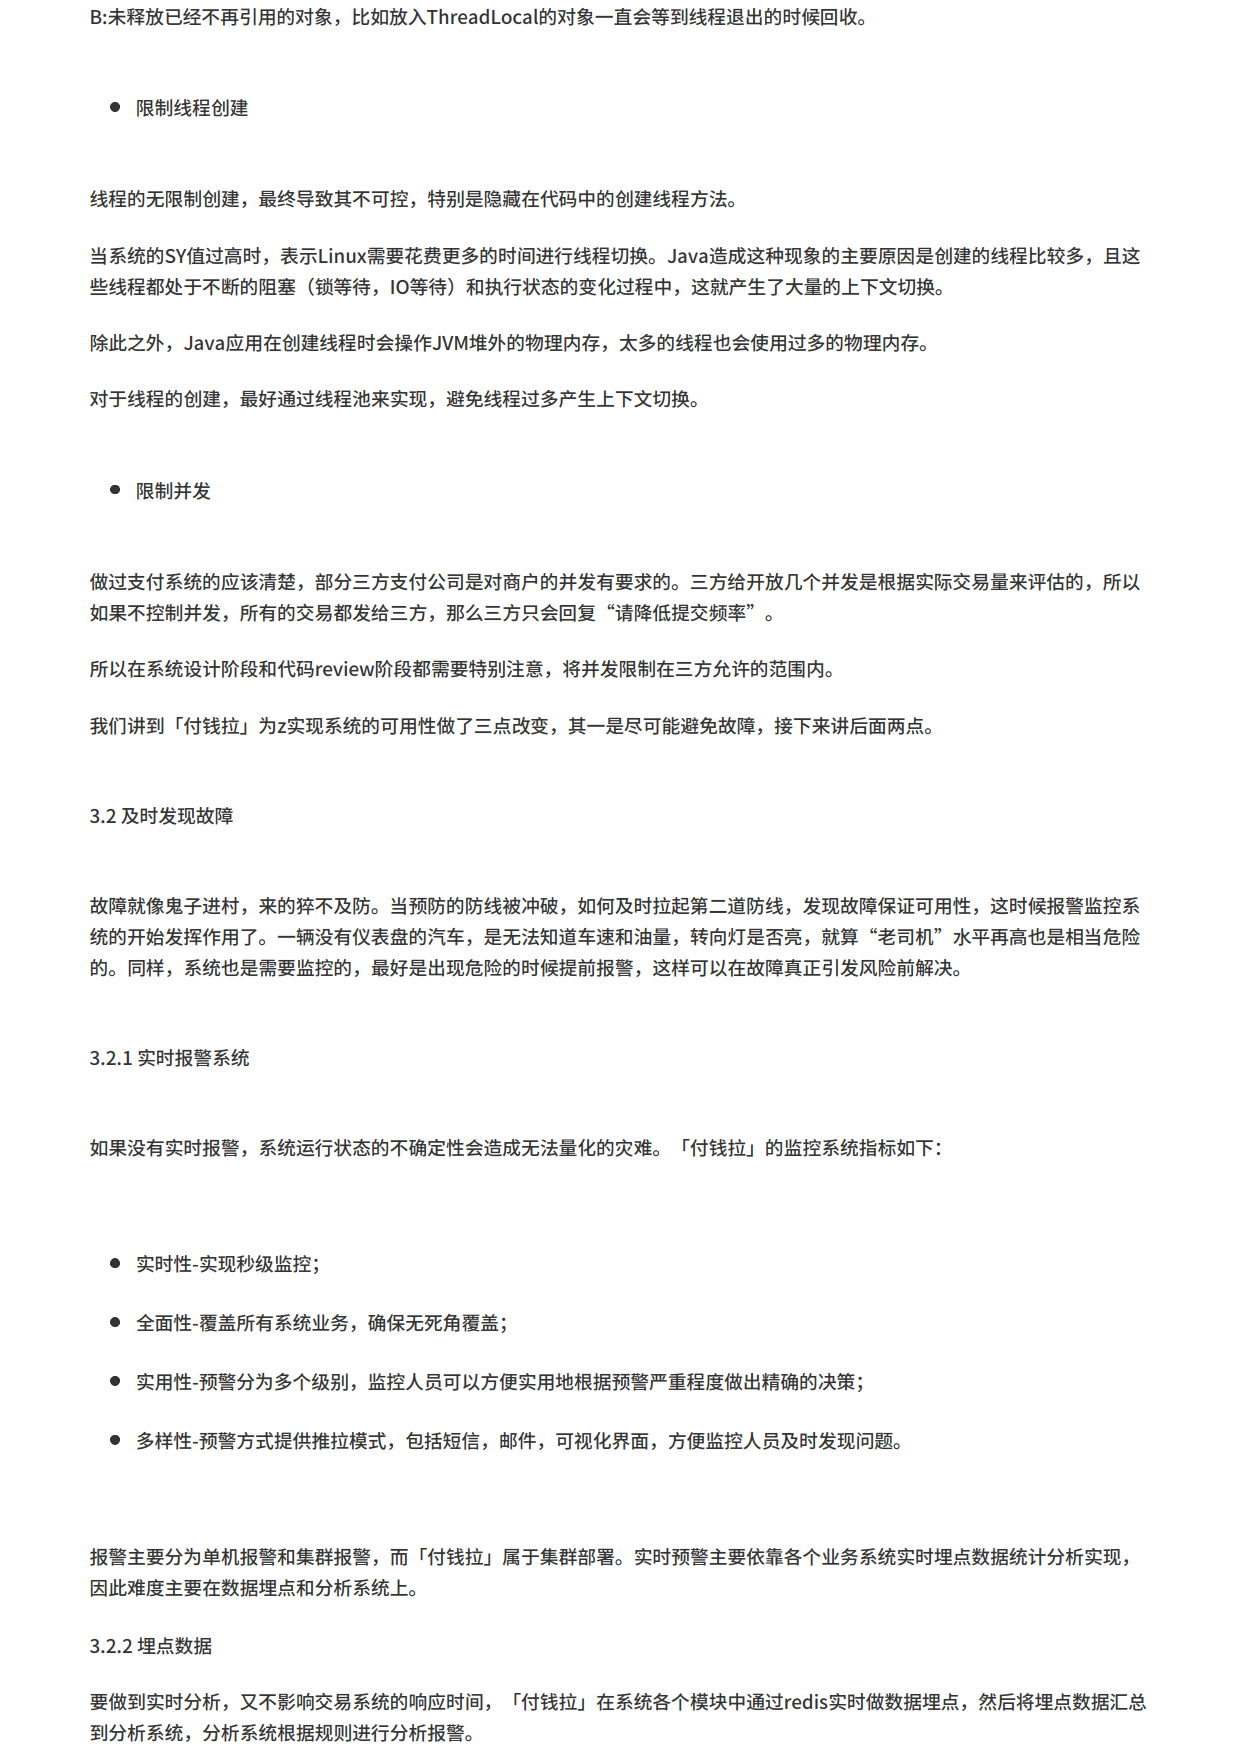 B:未释放已经不再引用的对象，比如放入ThreadLocal的对象一直会等到线程退出的时候回收。
● 限制线程创建
线程的无限制创建，最终导致其不可控，特别是隐藏在代码中的创建线程方法。
当系统的SY值过高时，表示Linux需要花费更多的时间进行线程切换。Java造成这种现象的主要原因是创建的线程比较多，且这
些线程都处于不断的阻塞（锁等待，IO等待）和执行状态的变化过程中，这就产生了大量的上下文切换。
除此之外，Java应用在创建线程时会操作JVM堆外的物理内存，太多的线程也会使用过多的物理内存。
对于线程的创建，最好通过线程池来实现，避免线程过多产生上下文切换。
● 限制并发
做过支付系统的应该清楚，部分三方支付公司是对商户的并发有要求的。三方给开放几个并发是根据实际交易量来评估的，所以
如果不控制并发，所有的交易都发给三方，那么三方只会回复“请降低提交频率”。
所以在系统设计阶段和代码review阶段都需要特别注意，将并发限制在三方允许的范围内。
我们讲到「付钱拉」为z实现系统的可用性做了三点改变，其一是尽可能避免故障，接下来讲后面两点。
3.2 及时发现故障
故障就像鬼子进村，来的猝不及防。当预防的防线被冲破，如何及时拉起第二道防线，发现故障保证可用性，这时候报警监控系
统的开始发挥作用了。一辆没有仪表盘的汽车，是无法知道车速和油量，转向灯是否亮，就算“老司机”水平再高也是相当危险
的。同样，系统也是需要监控的，最好是出现危险的时候提前报警，这样可以在故障真正引发风险前解决。
3.2.1 实时报警系统
如果没有实时报警，系统运行状态的不确定性会造成无法量化的灾难。「付钱拉」的监控系统指标如下：
● 实时性-实现秒级监控；
● 全面性-覆盖所有系统业务，确保无死角覆盖；
● 实用性-预警分为多个级别，监控人员可以方便实用地根据预警严重程度做出精确的决策；
● 多样性-预警方式提供推拉模式，包括短信，邮件，可视化界面，方便监控人员及时发现问题。
报警主要分为单机报警和集群报警，而「付钱拉」属于集群部署。实时预警主要依靠各个业务系统实时埋点数据统计分析实现，
因此难度主要在数据埋点和分析系统上。
3.2.2 埋点数据
要做到实时分析，又不影响交易系统的响应时间，「付钱拉」在系统各个模块中通过redis实时做数据埋点，然后将埋点数据汇总
到分析系统，分析系统根据规则进行分析报警。